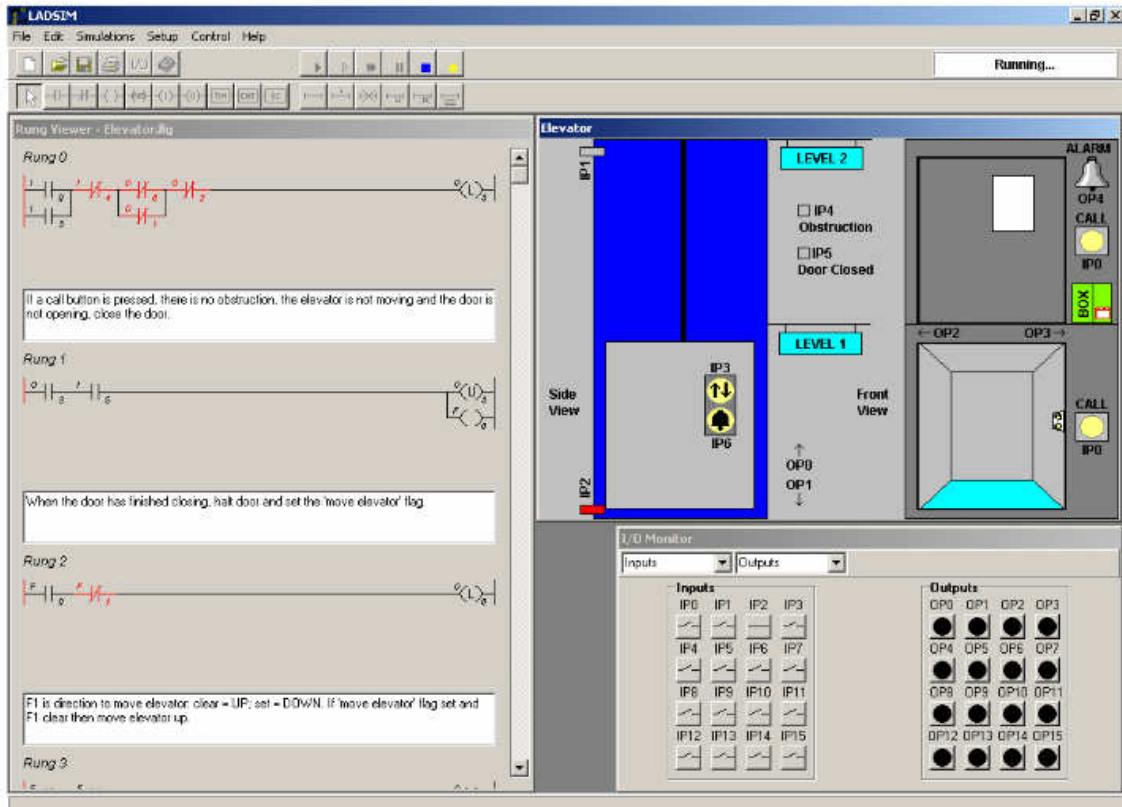 LADSIM
File Edit Simulations Setup Control Help
Running...
Rung Viewer - Elevator.llg
Rung 0
If a call button is pressed, there is no obstruction, the elevator is not moving and the door is
not opening, close the door.
Rung 1
When the door has finished closing, halt door and set the 'move elevator' flag.
Rung 2
F1 is direction to move elevator: clear = UP; set = DOWN. If 'move elevator' flag set and
F1 clear then move elevator up.
Rung 3
Elevator
IP1
LEVEL 2
IP4
Obstruction
IP5
Door Closed
ALARM
OP4
CALL
IP0
BOX
LEVEL 1
←OP2 OP3→
IP3
Side
View
IP6
Front
View
CALL
IP0
OP0
OP1
IP2
I/O Monitor
Inputs Outputs
Inputs
IP0 IP1 IP2 IP3
IP4 IP5 IP6 IP7
IP8 IP9 IP10 IP11
IP12 IP13 IP14 IP15
Outputs
OP0 OP1 OP2 OP3
OP4 OP5 OP6 OP7
OP8 OP9 OP10 OP11
OP12 OP13 OP14 OP15